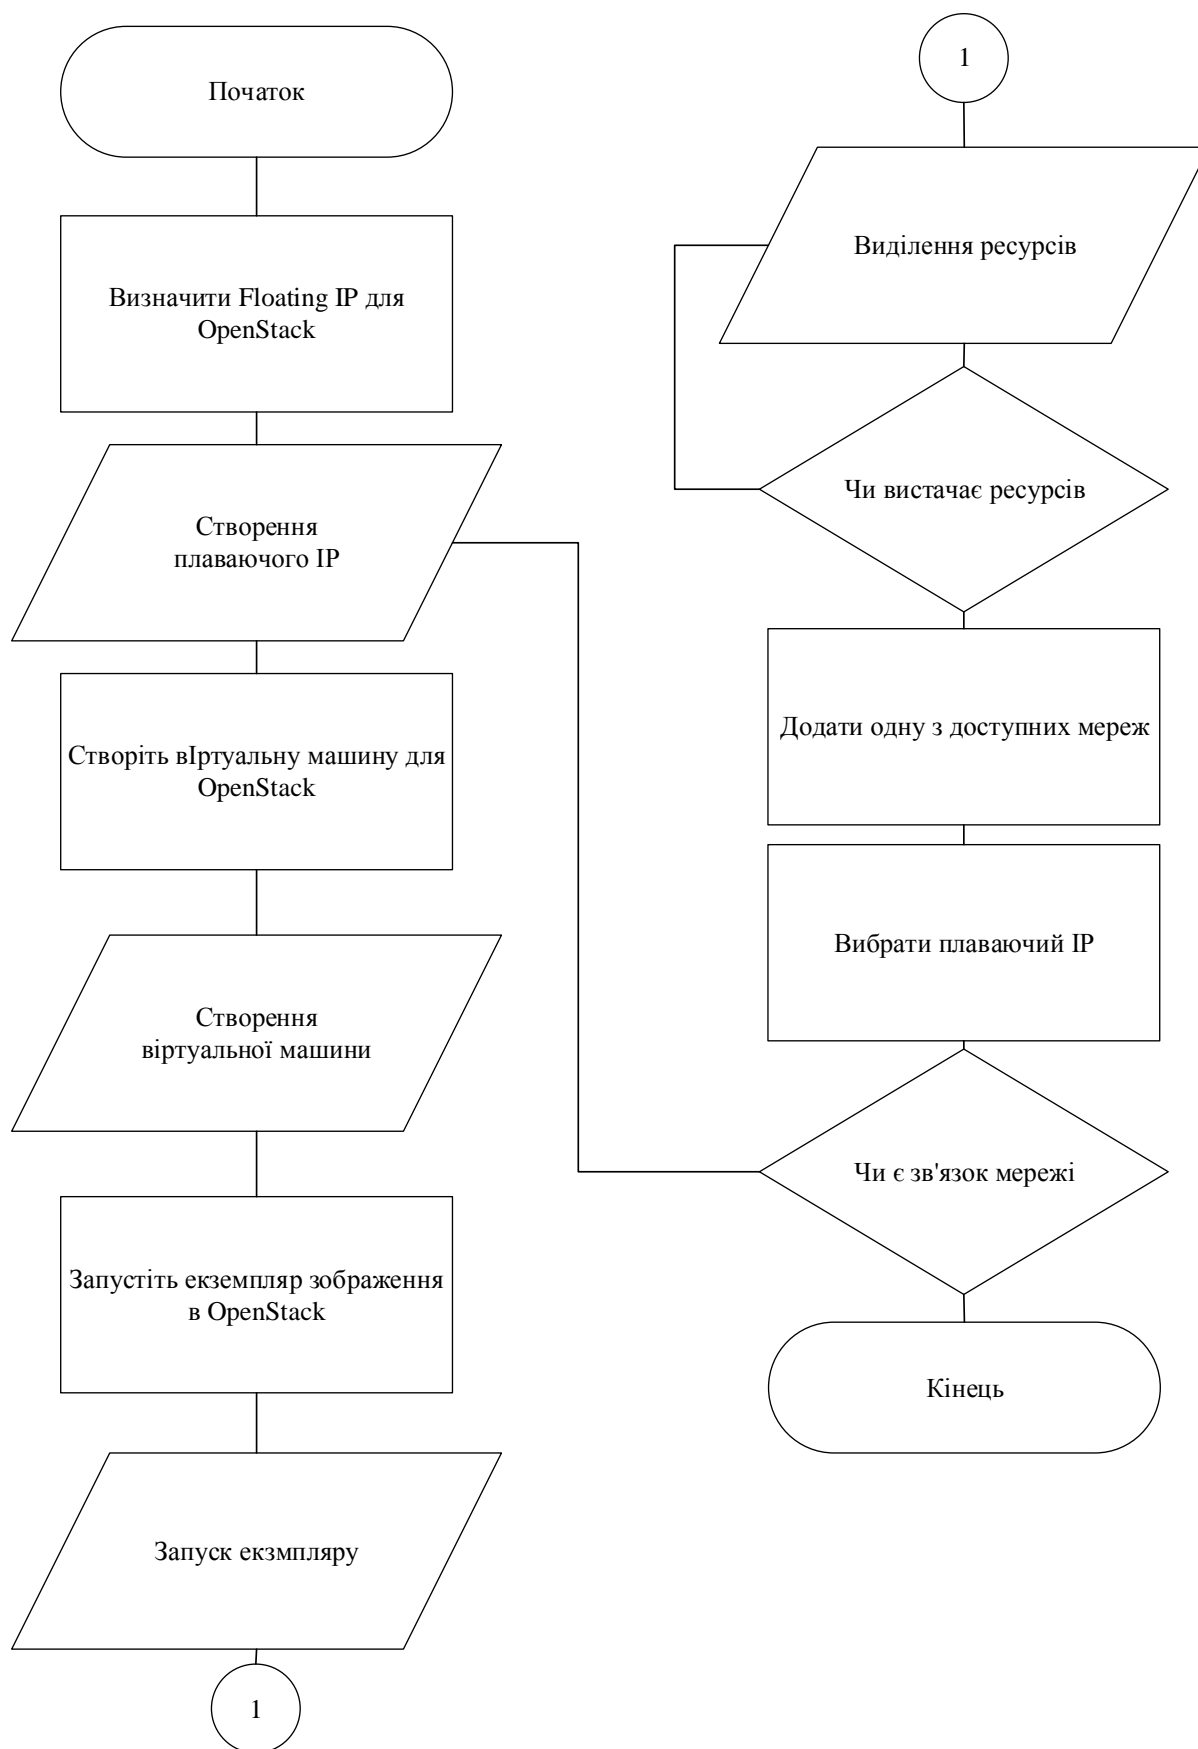 Початок
Визначити Floating IP для
OpenStack
Створення
плаваючого IP
Створіть вІртуальну машину для
OpenStack
Створення
віртуальної машини
Запустіть екземпляр зображення
в OpenStack
Запуск екзмпляру
1
1
Виділення ресурсів
Чи вистачає ресурсів
Додати одну з доступних мереж
Вибрати плаваючий IP
Чи є зв'язок мережі
Кінець